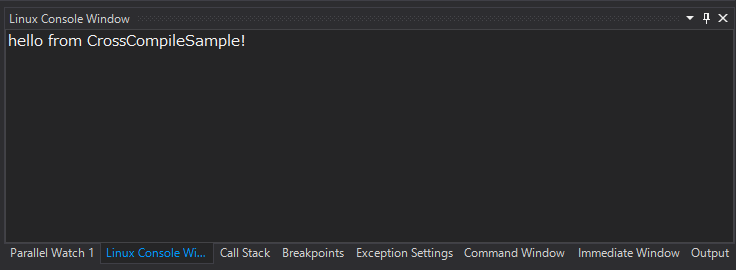 Linux Console Window
hello from CrossCompileSample!
Parallel Watch 1 Linux Console Wi... Call Stack Breakpoints Exception Settings Command Window Immediate Window Output